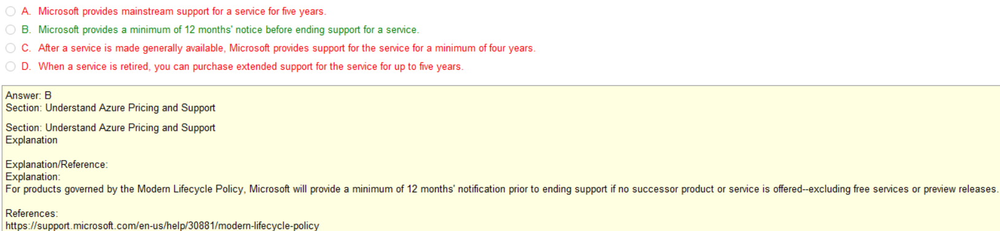 A. Microsoft provides mainstream support for a service for five years.
B. Microsoft provides a minimum of 12 months' notice before ending support for a service.
C. After a service is made generally available, Microsoft provides support for the service for a minimum of four years.
D. When a service is retired, you can purchase extended support for the service for up to five years.
Answer: B
Section: Understand Azure Pricing and Support
Section: Understand Azure Pricing and Support
Explanation
Explanation/Reference:
Explanation:
For products governed by the Modern Lifecycle Policy, Microsoft will provide a minimum of 12 months' notification prior to ending support if no successor product or service is offered--excluding free services or preview releases.
References:
https://support.microsoft.com/en-us/help/30881/modern-lifecycle-policy